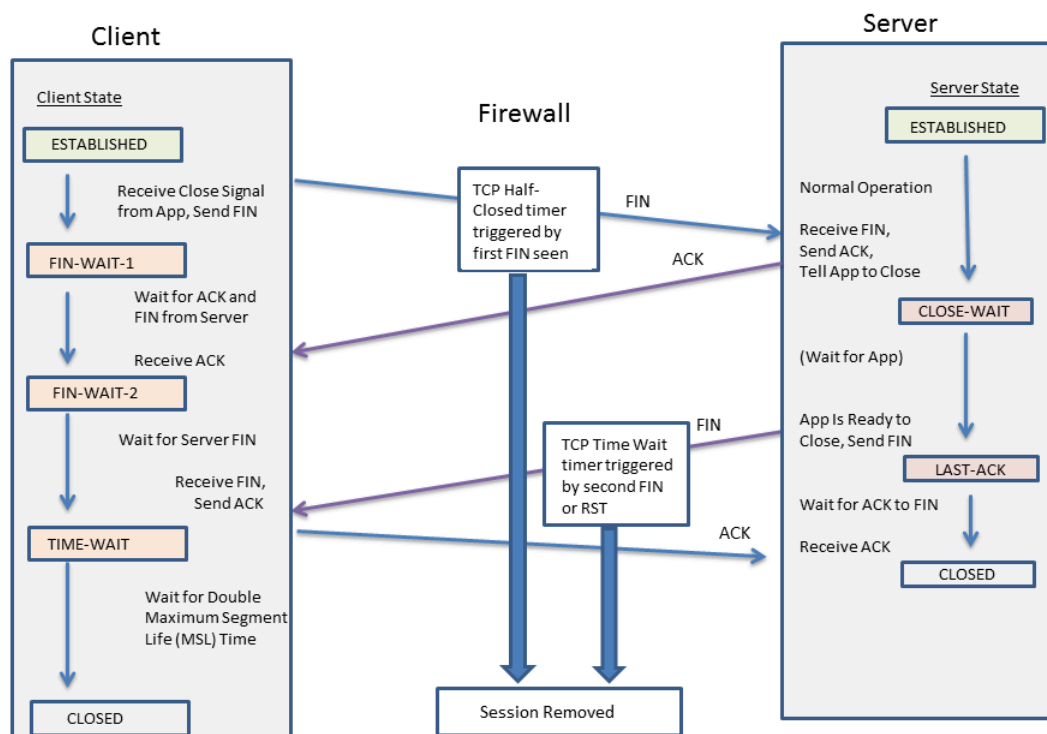 Client
Client State
ESTABLISHED
Receive Close Signal
from App, Send FIN
FIN-WAIT-1
Wait for ACK and
FIN from Server
Receive ACK
FIN-WAIT-2
Wait for Server FIN
Receive FIN,
Send ACK
TIME-WAIT
Wait for Double
Maximum Segment
Life (MSL) Time
CLOSED
Firewall
TCP Half-
Closed timer
triggered by
first FIN seen
FIN
ACK
TCP Time Wait
timer triggered
by second FIN
or RST
FIN
ACK
Session Removed
Server
Server State
ESTABLISHED
Normal Operation
Receive FIN,
Send ACK,
Tell App to Close
CLOSE-WAIT
(Wait for App)
App Is Ready to
Close, Send FIN
LAST-ACK
Wait for ACK to FIN
Receive ACK
CLOSED